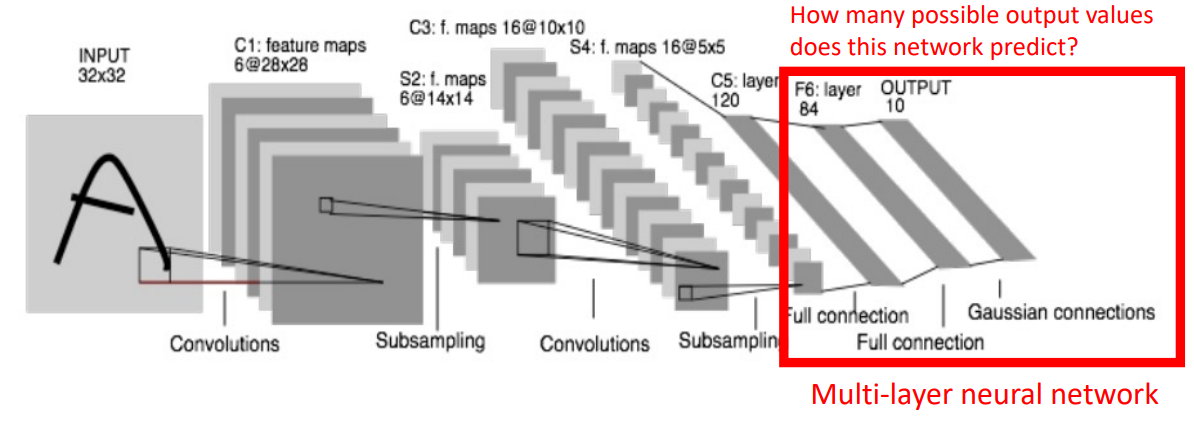 How many possible output values
does this network predict?
INPUT
32x32
C1: feature maps
6@28x28
S2: f. maps
6@14x14
C3: f. maps 16@10x10
S4: f. maps 16@5x5
C5: layer
120
F6: layer
84
OUTPUT
10
Convolutions
Subsampling
Convolutions
Subsampling
Full connection
Full connection
Gaussian connections
Multi-layer neural network